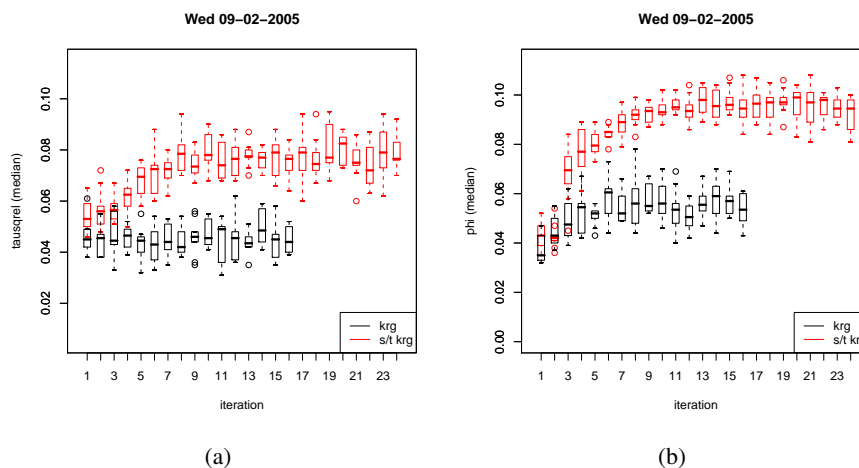 Wed 09−02−2005
tausqrel (median)
0.10
0.08
0.06
0.04
0.02
1 3 5 7 9 11 13 15 17 19 21 23
iteration
krg
s/t krg
(a)
Wed 09−02−2005
phi (median)
0.10
0.08
0.06
0.04
0.02
0.00
1 3 5 7 9 11 13 15 17 19 21 23
iteration
krg
s/t krg
(b)